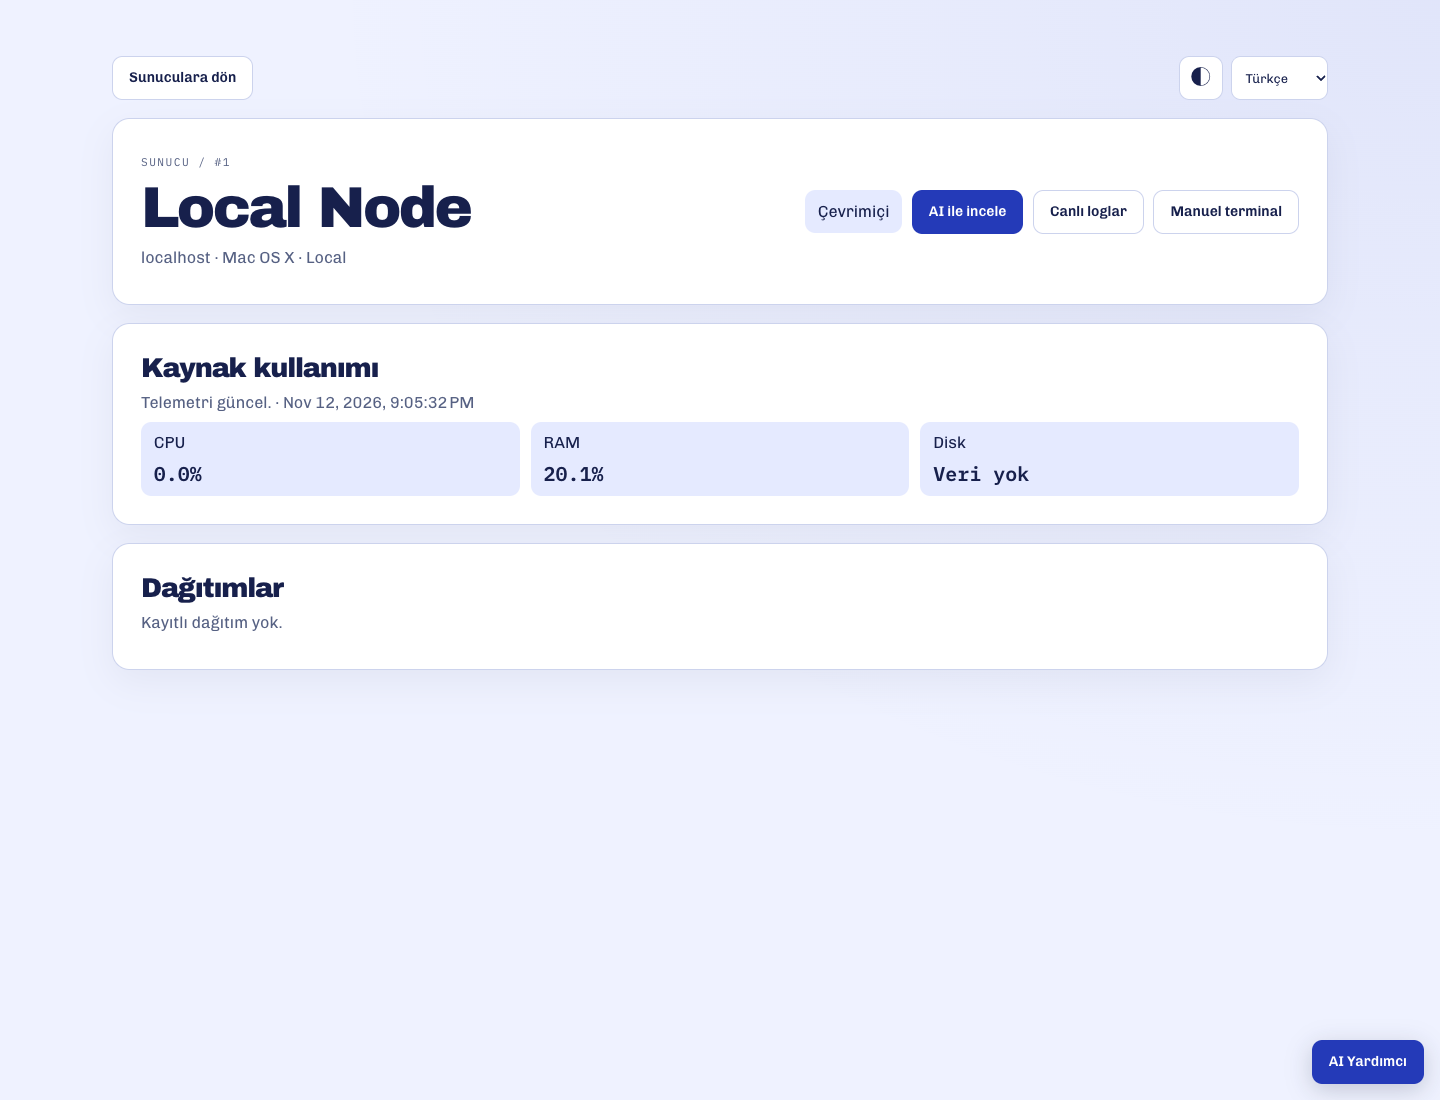 Sunuculara dön
Türkçe
SUNUCU / #1
Local Node
localhost · Mac OS X · Local
Çevrimiçi
AI ile incele
Canlı loglar
Manuel terminal
Kaynak kullanımı
Telemetri güncel. · Nov 12, 2026, 9:05:32 PM
CPU
0.0%
RAM
20.1%
Disk
Veri yok
Dağıtımlar
Kayıtlı dağıtım yok.
AI Yardımcı